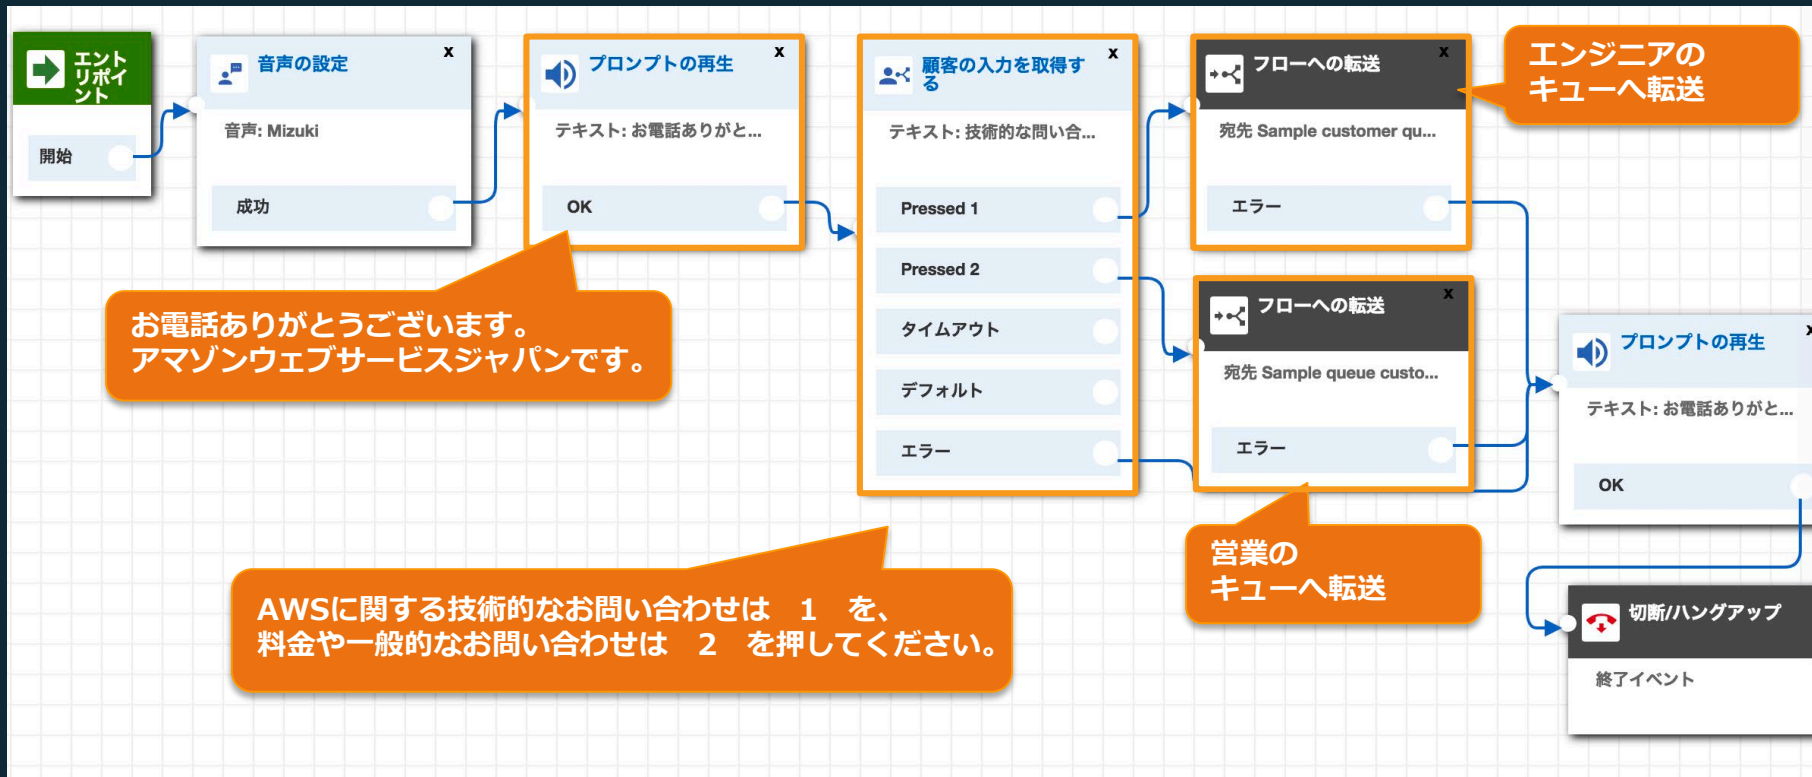 エント
リポイ
ント
開始
音声の設定
x
音声: Mizuki
成功
プロンプトの再生
x
テキスト: お電話ありがと...
OK
お電話ありがとうございます。
アマゾンウェブサービスジャパンです。
顧客の入力を取得す
る
x
テキスト: 技術的な問い合...
Pressed 1
Pressed 2
タイムアウト
デフォルト
エラー
AWSに関する技術的なお問い合わせは 1 を、
料金や一般的なお問い合わせは 2 を押してください。
フローへの転送
x
宛先 Sample customer qu...
エラー
エンジニアの
キューへ転送
フローへの転送
x
宛先 Sample queue custo...
エラー
営業の
キューへ転送
プロンプトの再生
x
テキスト: お電話ありがと...
OK
切断/ハングアップ
終了イベント